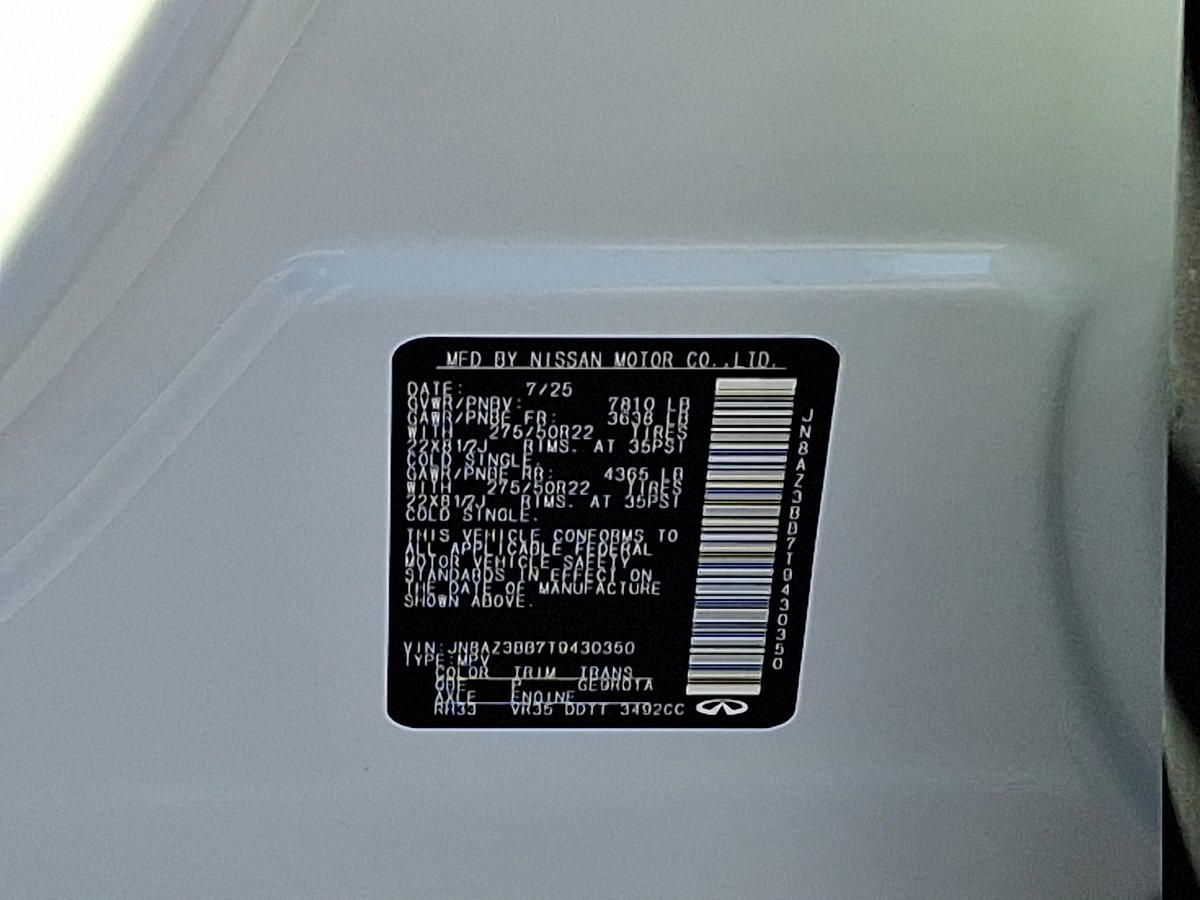 MFD BY NISSAN MOTOR CO.,LTD.
DATE: 7/25
GVWR/PNBV: 7810 LB
GAWR/PNBE FR: 3638 LB
WITH 275/50R22 TIRES
22X81/2J RIMS. AT 35PSI
COLD SINGLE.
GAWR/PNBE RR: 4365 LB
WITH 275/50R22 TIRES
22X81/2J RIMS. AT 35PSI
COLD SINGLE.
THIS VEHICLE CONFORMS TO
ALL APPLICABLE FEDERAL
MOTOR VEHICLE SAFETY
STANDARDS IN EFFECT ON
THE DATE OF MANUFACTURE
SHOWN ABOVE.
VIN:JN8AZ3BB7T9430350
TYPE:MPV
COLOR TRIM TRANS
P
AXLE ENGINE
RH33 VR35 DDTT 3492CC
JN8AZ3BB7T9430350